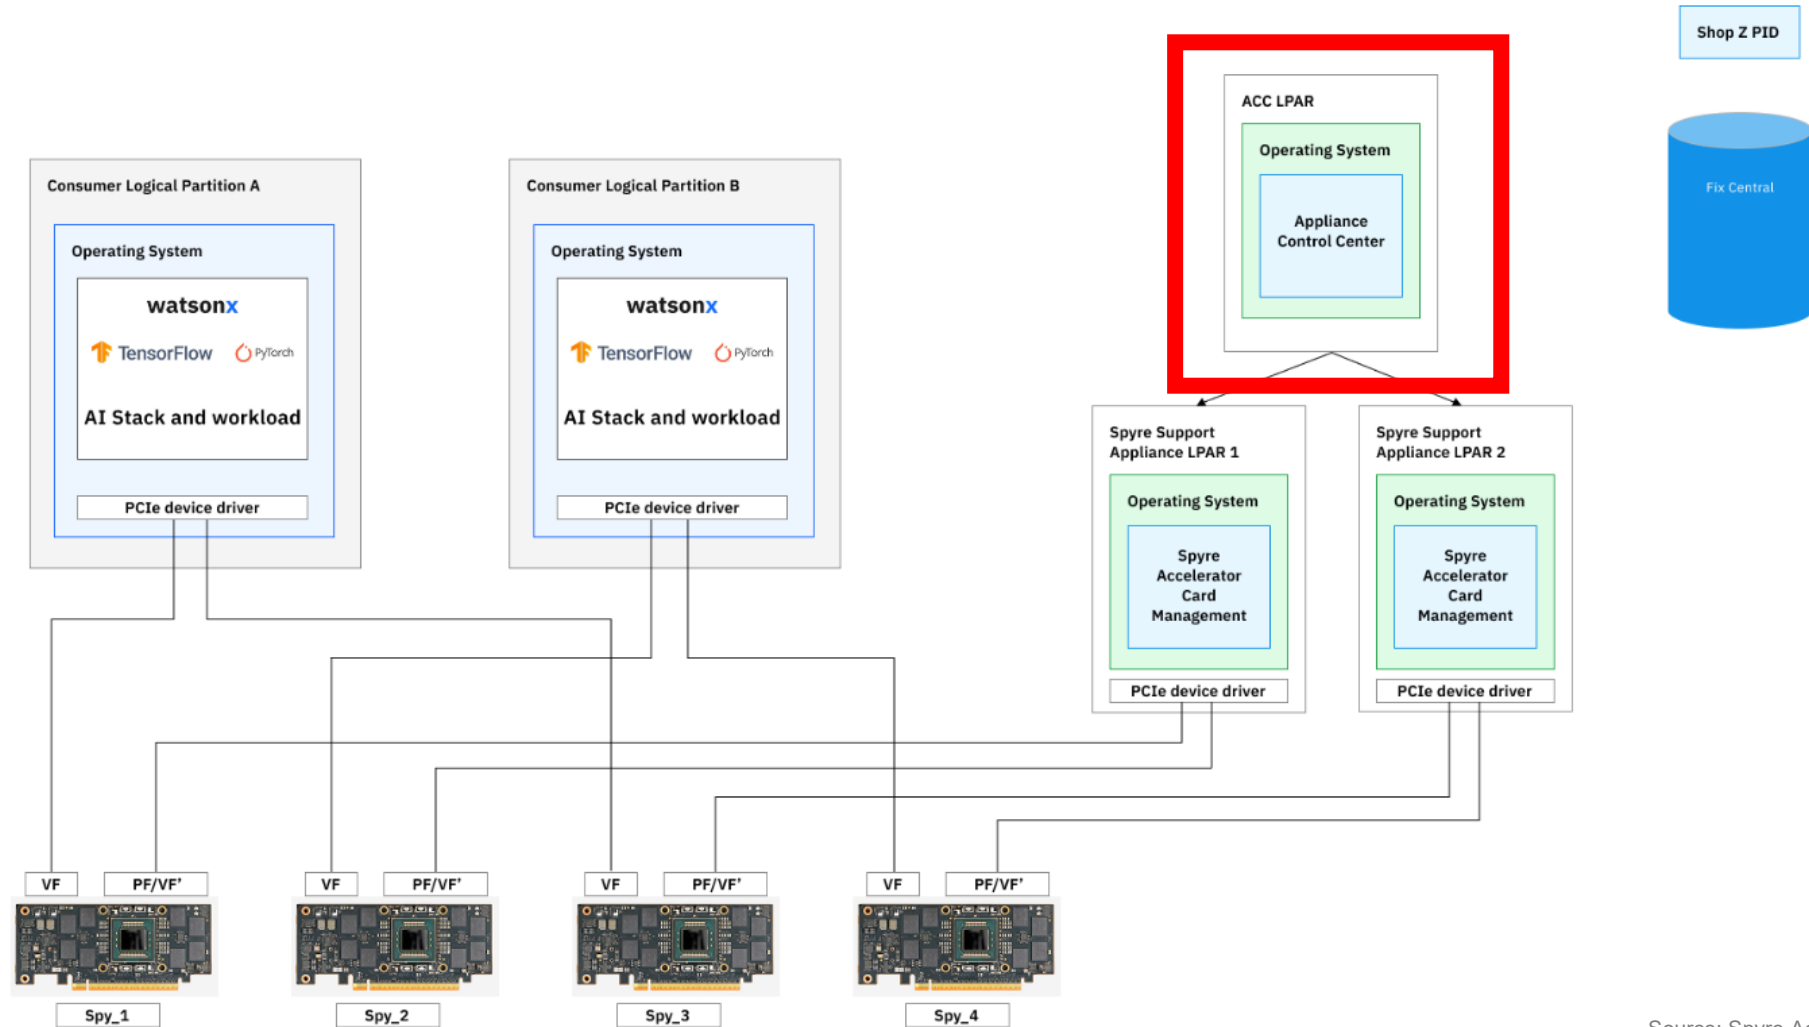 Shop Z PID
Fix Central
ACC LPAR
Operating System
Appliance
Control Center
Consumer Logical Partition A
Operating System
watsonx
TensorFlow
PyTorch
AI Stack and workload
PCIe device driver
Consumer Logical Partition B
Operating System
watsonx
TensorFlow
PyTorch
AI Stack and workload
PCIe device driver
Spyre Support
Appliance LPAR 1
Operating System
Spyre
Accelerator
Card
Management
PCIe device driver
Spyre Support
Appliance LPAR 2
Operating System
Spyre
Accelerator
Card
Management
PCIe device driver
VF
PF/VF'
VF
PF/VF'
VF
PF/VF'
VF
PF/VF'
Spy_1
Spy_2
Spy_3
Spy_4